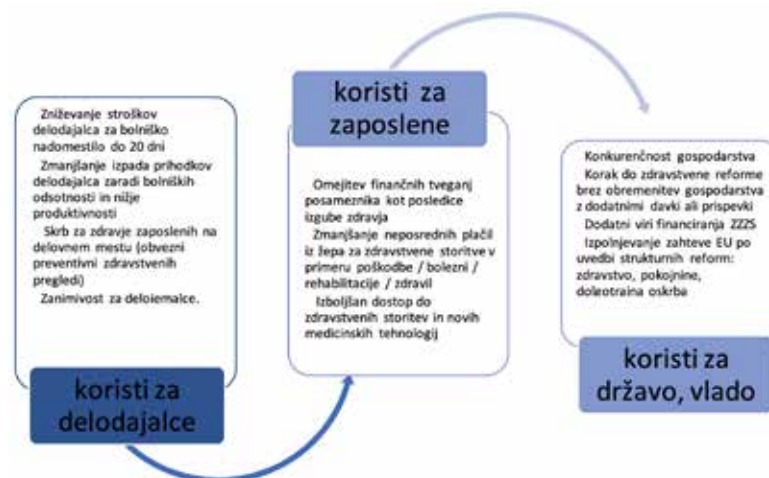 Zniževanje stroškov
delodajalca za bolniško
nadomestilo do 20 dni
Zmanjšanje izpada prihodkov
delodajalca zaradi bolniških
odsotnosti in nižje
produktivnosti
Skrb za zdravje zaposlenih na
delovnem mestu (obvezni
preventivni zdravstvenih
pregledi)
Zanimivost za delojemalce.
koristi za
delodajalce
koristi za
zaposlene
Omejitev finančnih tveganj
posameznika kot posledice
izgube zdravja
Zmanjšanje neposrednih plačil
iz žepa za zdravstvene storitve v
primeru poškodbe / bolezni /
rehabilitacije / zdravil
Izboljšan dostop do
zdravstvenih storitev in novih
medicinskih tehnologij
Konkurenčnost gospodarstva
Korak do zdravstvene reforme
brez obremenitev gospodarstva
z dodatnimi davki ali prispevki
Dodatni viri financiranja ZZZS
Izpolnjevanje zahteve EU po
uvedbi strukturnih reform:
zdravstvo, pokojnine,
dolgotrajna oskrba
koristi za
državo, vlado